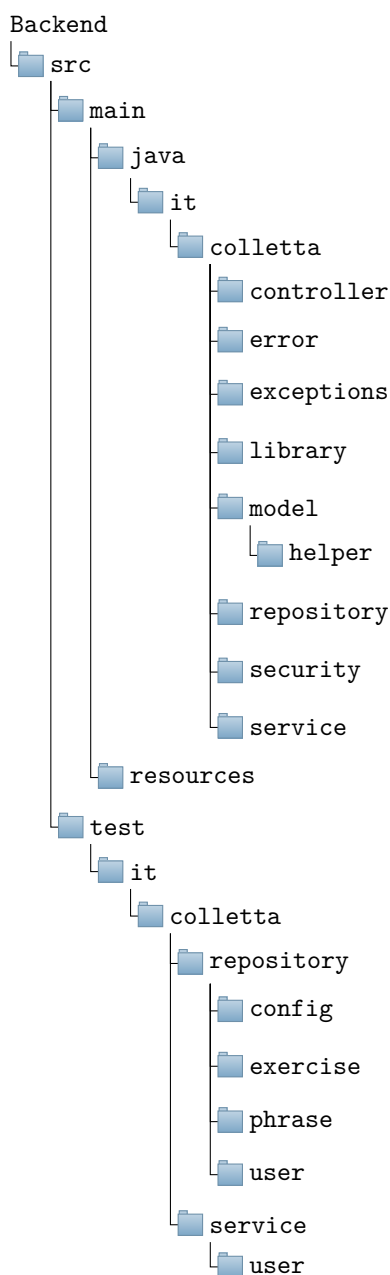 Backend
src
main
java
it
colletta
controller
error
exceptions
library
model
helper
repository
security
service
resources
test
it
colletta
repository
config
exercise
phrase
user
service
user